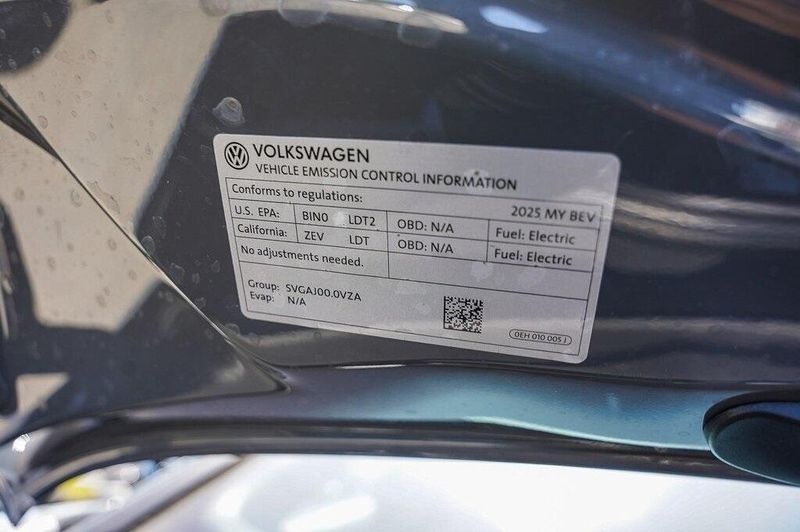 VOLKSWAGEN
VEHICLE EMISSION CONTROL INFORMATION
Conforms to regulations: 2025 MY BEV
U.S. EPA: BIN0 LDT2 OBD: N/A Fuel: Electric
California: ZEV LDT OBD: N/A Fuel: Electric
No adjustments needed.
Group: SVGAJ00.0VZA
Evap: N/A
0EH 010 005 J